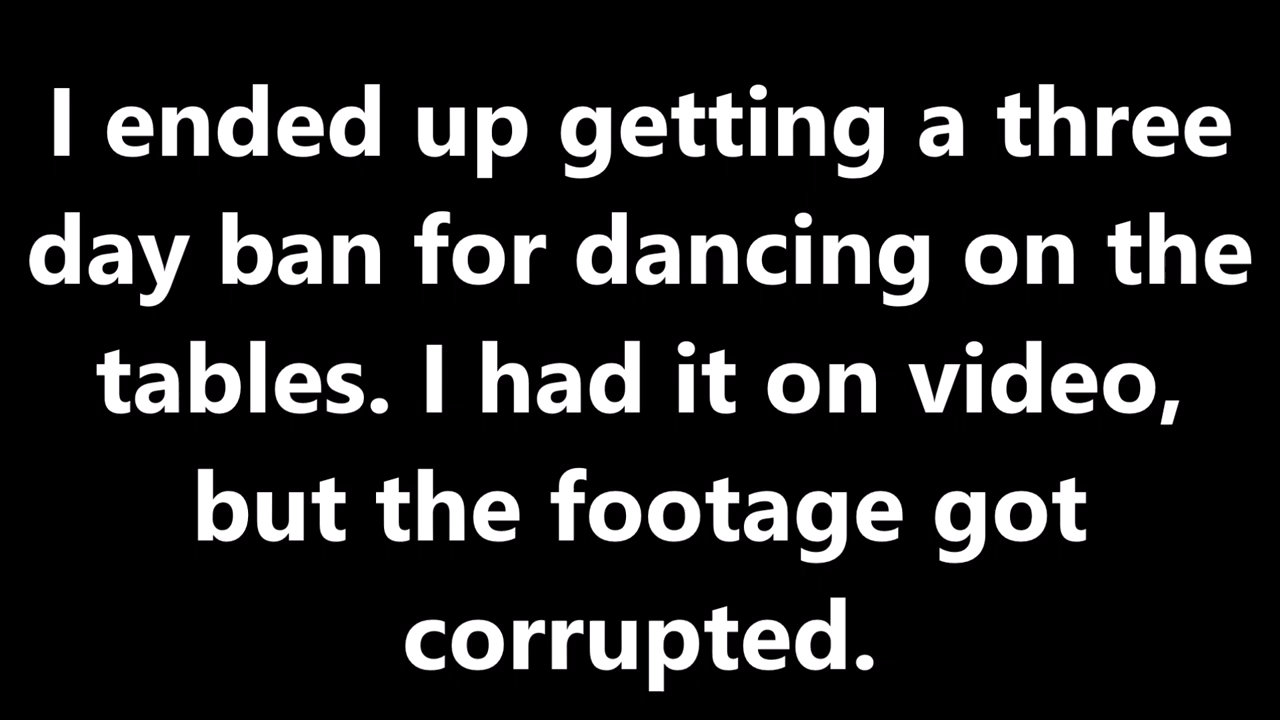 I ended up getting a three
day ban for dancing on the
tables. I had it on video,
but the footage got
corrupted.